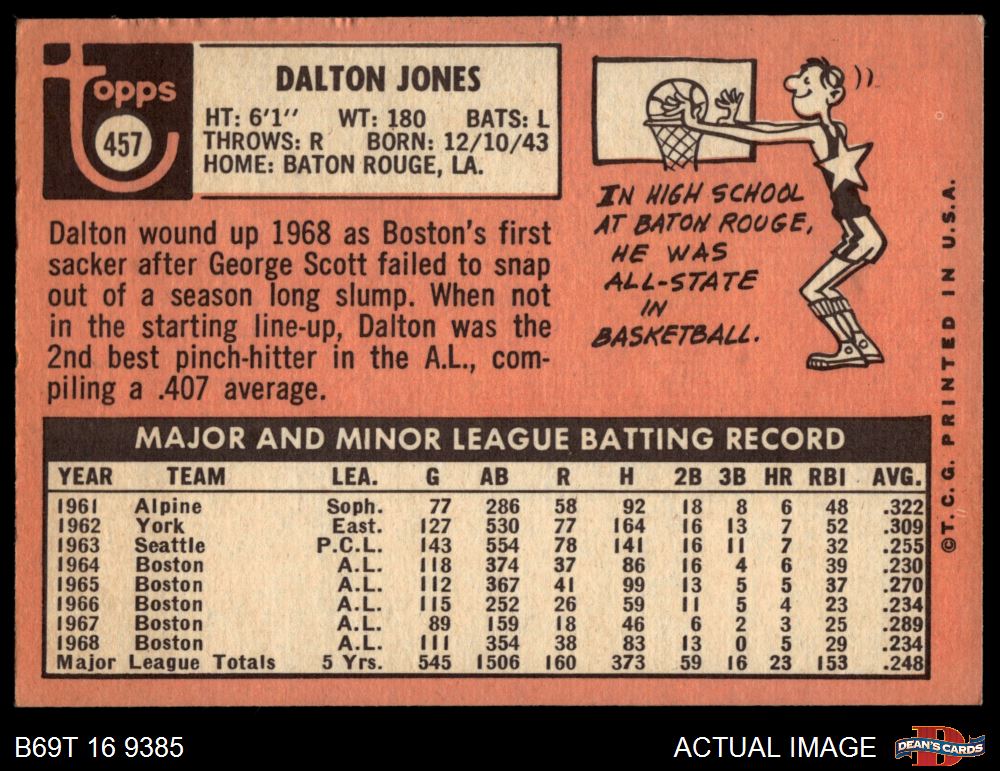 Topps
457
DALTON JONES
HT: 6'1" WT: 180 BATS: L
THROWS: R BORN: 12/10/43
HOME: BATON ROUGE, LA.
Dalton wound up 1968 as Boston's first
sacker after George Scott failed to snap
out of a season long slump. When not
in the starting line-up, Dalton was the
2nd best pinch-hitter in the A.L., com-
piling a .407 average.
IN HIGH SCHOOL
AT BATON ROUGE,
HE WAS
ALL-STATE
IN
BASKETBALL.
©T.C.G. PRINTED IN U.S.A.
MAJOR AND MINOR LEAGUE BATTING RECORD
YEAR TEAM LEA. G AB R H 2B 3B HR RBI AVG.
1961 Alpine Soph. 77 286 58 92 18 8 6 48 .322
1962 York East. 127 530 77 164 16 13 7 52 .309
1963 Seattle P.C.L. 143 554 78 141 16 11 7 32 .255
1964 Boston A.L. 118 374 37 86 16 4 6 39 .230
1965 Boston A.L. 112 367 41 99 13 5 5 37 .270
1966 Boston A.L. 115 252 26 59 11 5 4 23 .234
1967 Boston A.L. 89 159 18 46 6 2 3 25 .289
1968 Boston A.L. 111 354 38 83 13 0 5 29 .234
Major League Totals 5 Yrs. 545 1506 160 373 59 16 23 153 .248
B69T 16 9385
ACTUAL IMAGE
DEAN'S CARDS